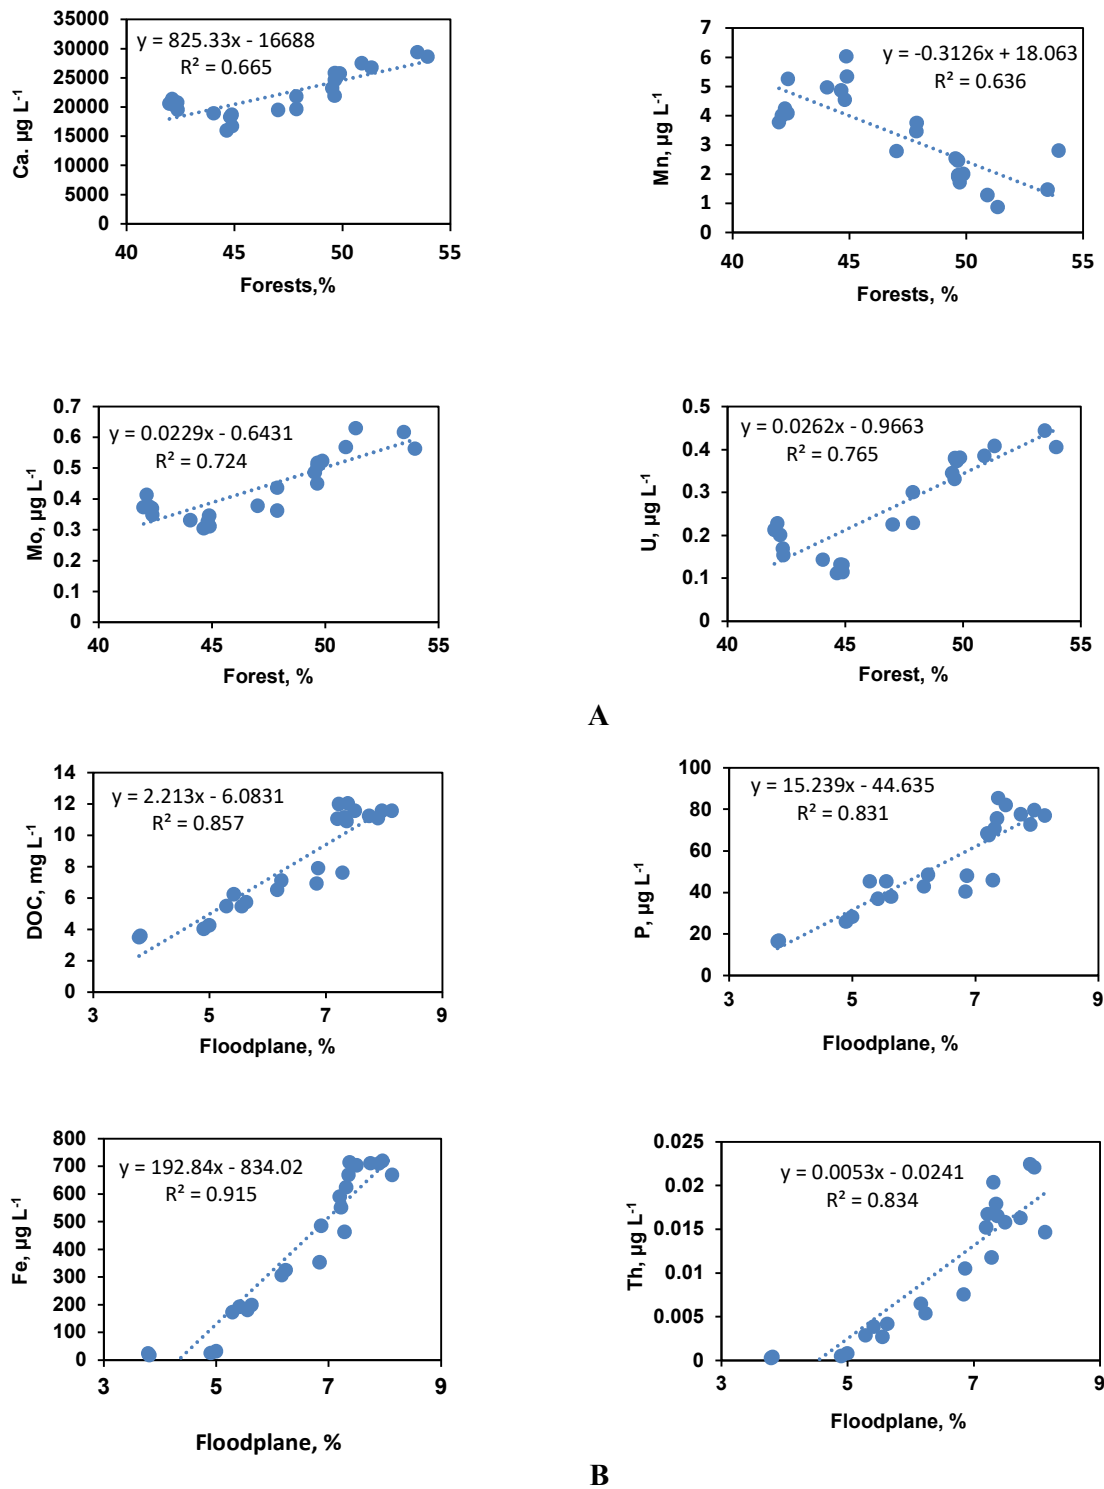 35000
30000
25000
20000
15000
10000
5000
0
40 45 50 55
Ca. µg L-1
Forests,%
y = 825.33x - 16688
R² = 0.665
7
6
5
4
3
2
1
0
40 45 50 55
Mn, µg L-1
Forests, %
y = -0.3126x + 18.063
R² = 0.636
0.7
0.6
0.5
0.4
0.3
0.2
0.1
0
40 45 50 55
Mo, µg L-1
Forest, %
y = 0.0229x - 0.6431
R² = 0.724
0.5
0.4
0.3
0.2
0.1
0
40 45 50 55
U, µg L-1
Forest, %
y = 0.0262x - 0.9663
R² = 0.765
A
14
12
10
8
6
4
2
0
3 5 7 9
DOC, mg L-1
Floodplane, %
y = 2.213x - 6.0831
R² = 0.857
100
80
60
40
20
0
3 5 7 9
P, µg L-1
Floodplane, %
y = 15.239x - 44.635
R² = 0.831
800
700
600
500
400
300
200
100
0
3 5 7 9
Fe, µg L-1
Floodplane, %
y = 192.84x - 834.02
R² = 0.915
0.025
0.02
0.015
0.01
0.005
0
3 5 7 9
Th, µg L-1
Floodplane, %
y = 0.0053x - 0.0241
R² = 0.834
B